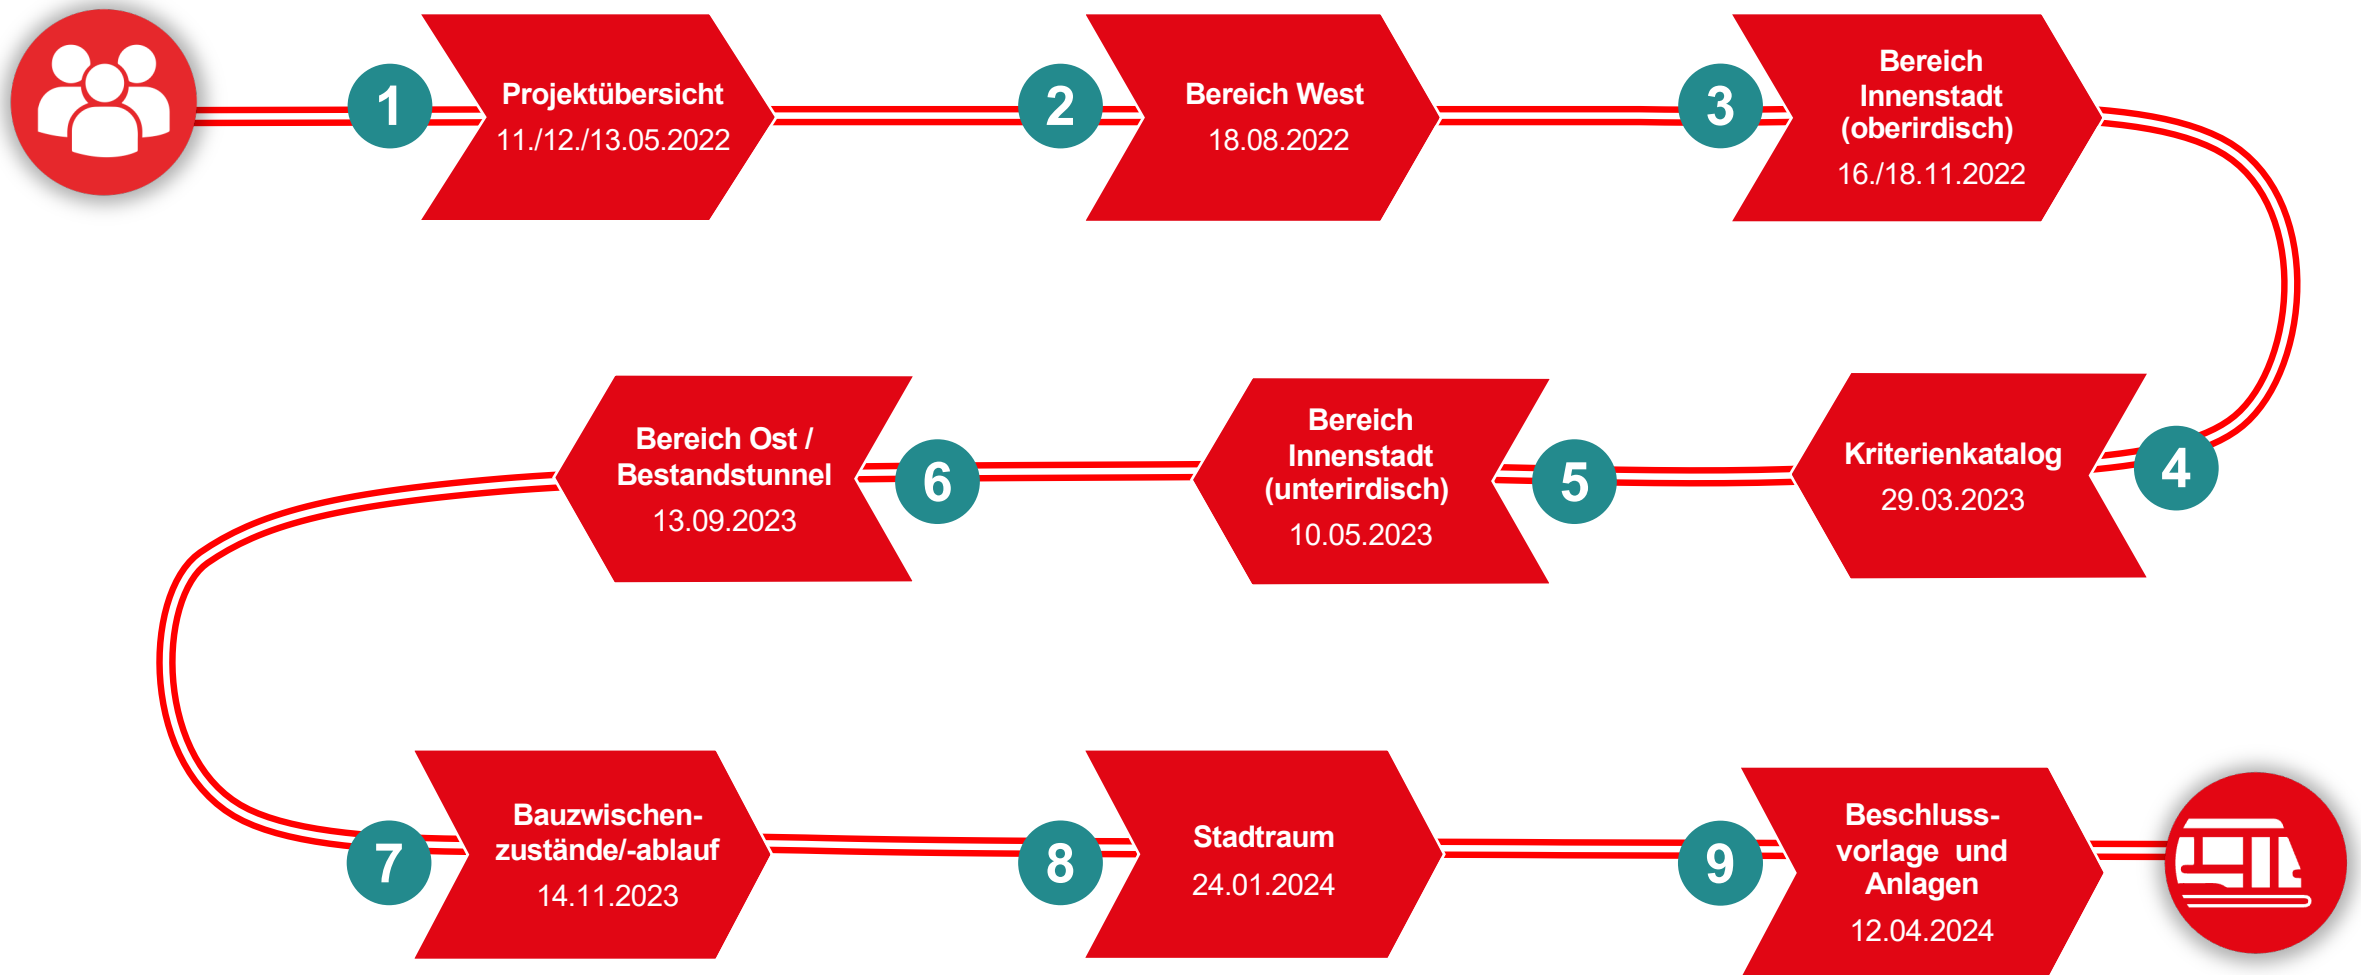 1
Projektübersicht
11./12./13.05.2022
2
Bereich West
18.08.2022
3
Bereich
Innenstadt
(oberirdisch)
16./18.11.2022
4
Kriterienkatalog
29.03.2023
5
Bereich
Innenstadt
(unterirdisch)
10.05.2023
6
Bereich Ost /
Bestandstunnel
13.09.2023
7
Bauzwischen-
zustände/-ablauf
14.11.2023
8
Stadtraum
24.01.2024
9
Beschluss-
vorlage und
Anlagen
12.04.2024